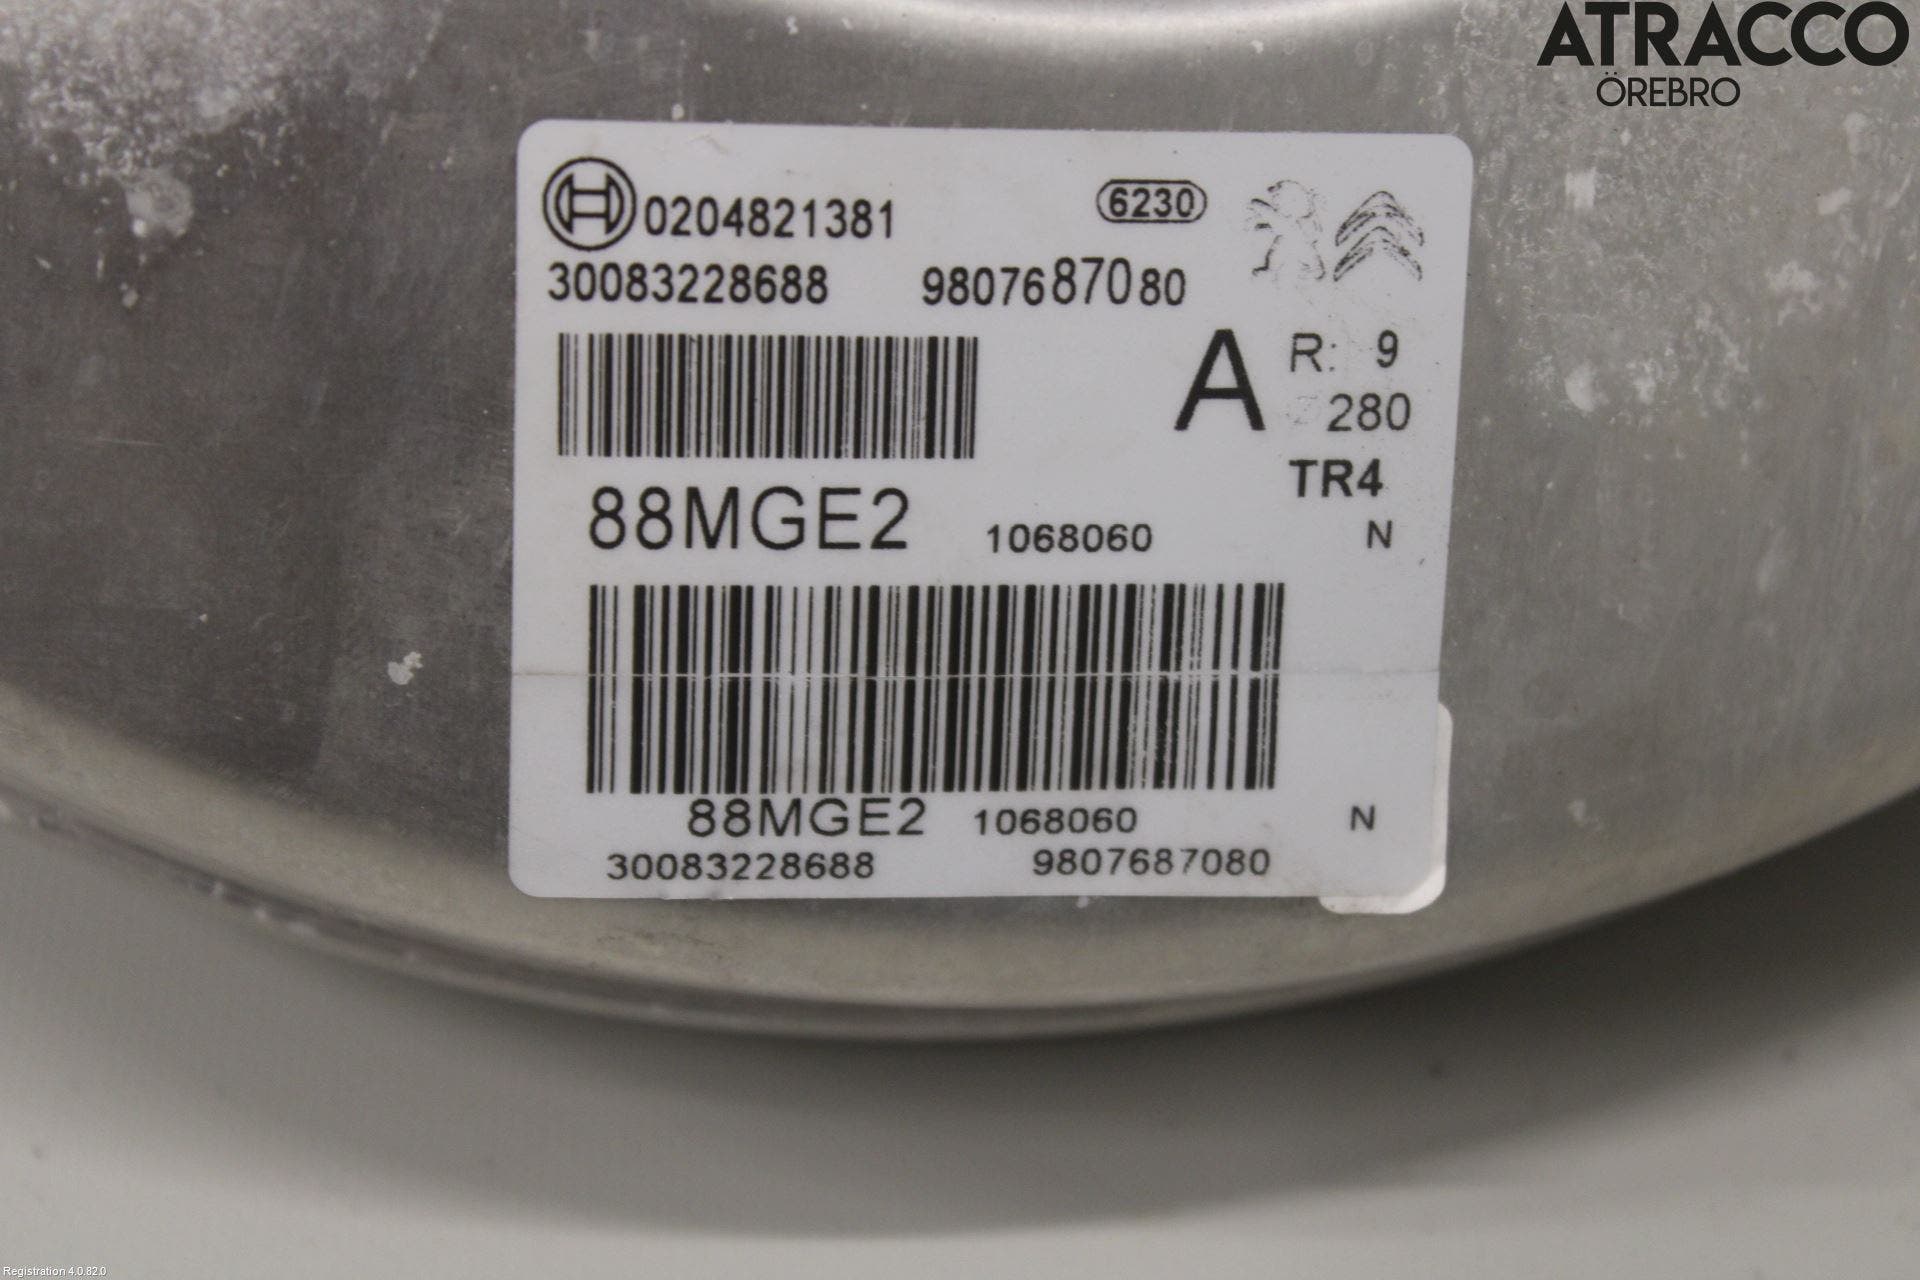 ATRACCO
ÖREBRO
0204821381 6230
30083228688 9807687080
A R: 9
280
TR4
88MGE2 1068060 N
88MGE2 1068060 N
30083228688 9807687080
Registration 4.0.82.0